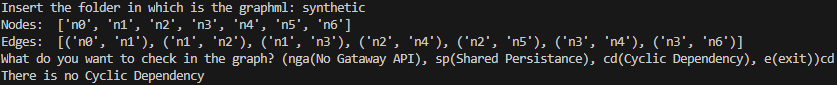 Insert the folder in which is the graphml: synthetic
Nodes:  ['n0', 'n1', 'n2', 'n3', 'n4', 'n5', 'n6']
Edges:  [('n0', 'n1'), ('n1', 'n2'), ('n1', 'n3'), ('n2', 'n4'), ('n2', 'n5'), ('n3', 'n4'), ('n3', 'n6')]
What do you want to check in the graph? (nga(No Gataway API), sp(Shared Persistance), cd(Cyclic Dependency), e(exit))cd
There is no Cyclic Dependency